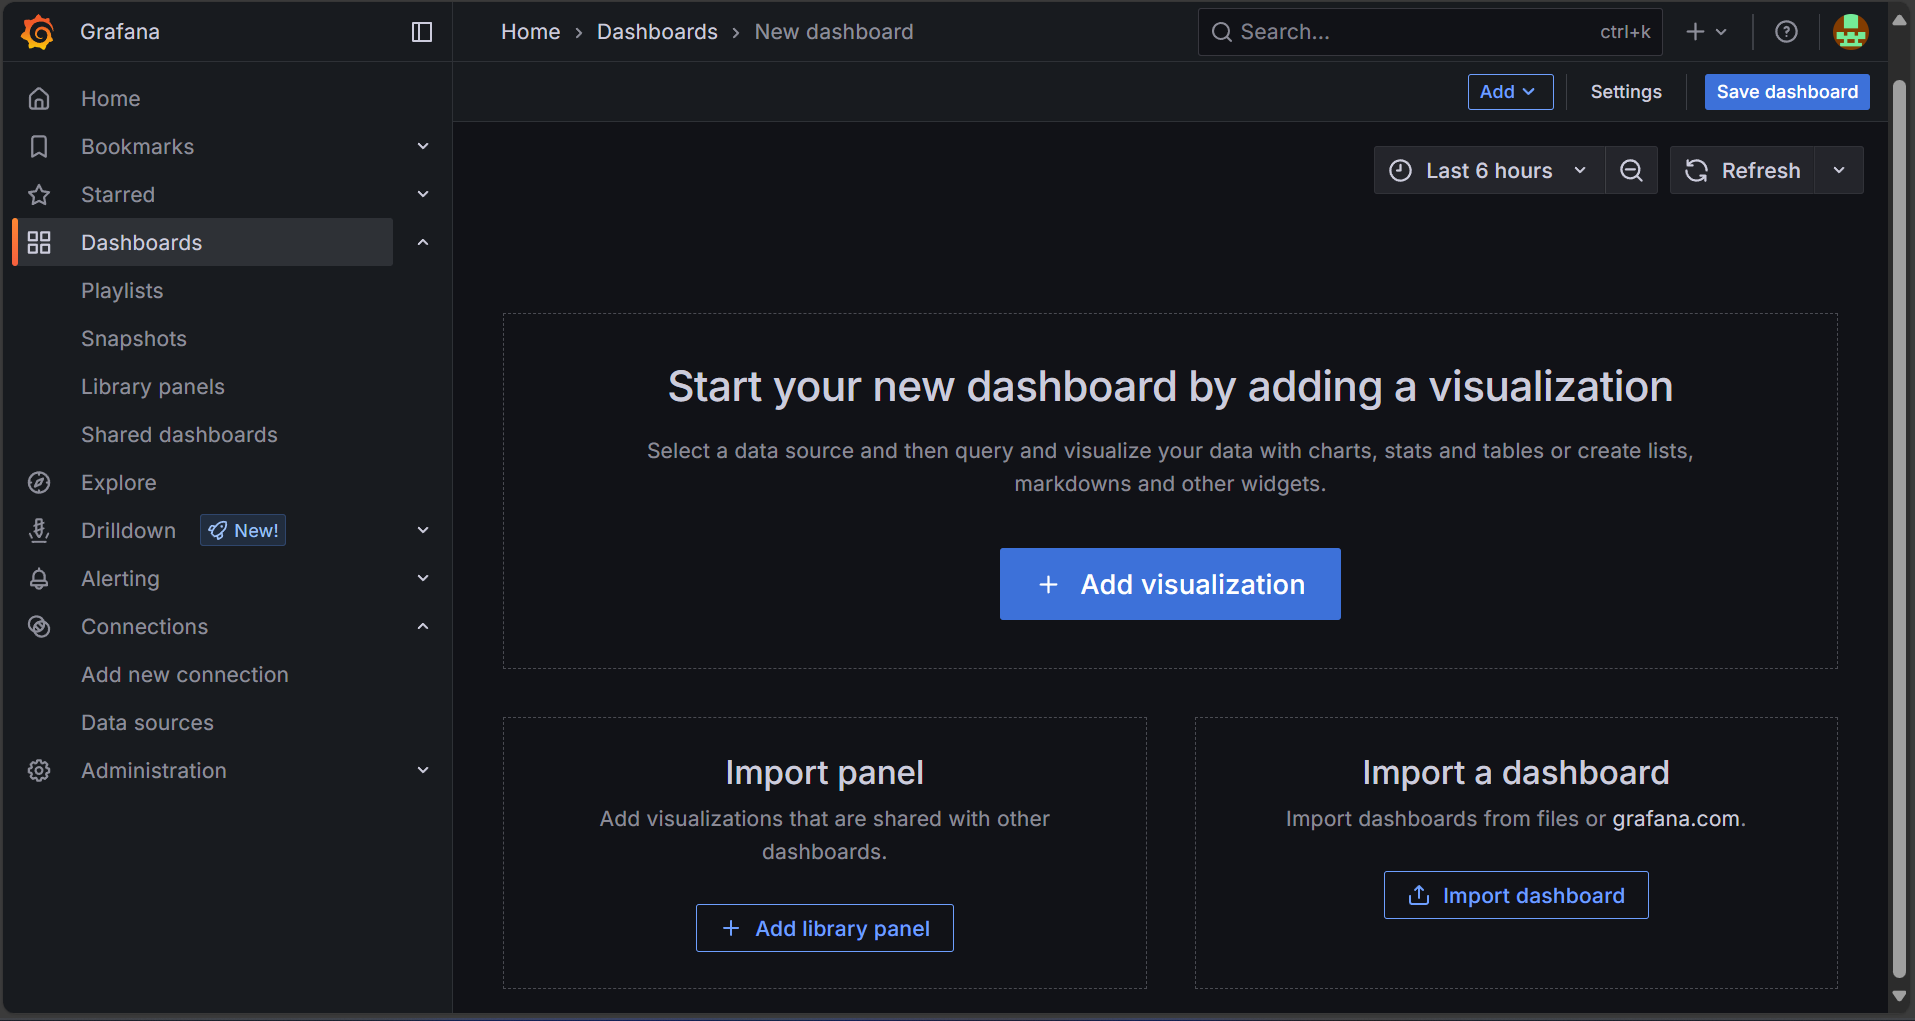 Grafana
Home › Dashboards › New dashboard
Search...
ctrl+k
Add
Settings
Save dashboard
Home
Bookmarks
Starred
Dashboards
Playlists
Snapshots
Library panels
Shared dashboards
Explore
Drilldown
New!
Alerting
Connections
Add new connection
Data sources
Administration
Last 6 hours
Refresh
Start your new dashboard by adding a visualization
Select a data source and then query and visualize your data with charts, stats and tables or create lists,
markdowns and other widgets.
+ Add visualization
Import panel
Add visualizations that are shared with other
dashboards.
+ Add library panel
Import a dashboard
Import dashboards from files or grafana.com.
Import dashboard